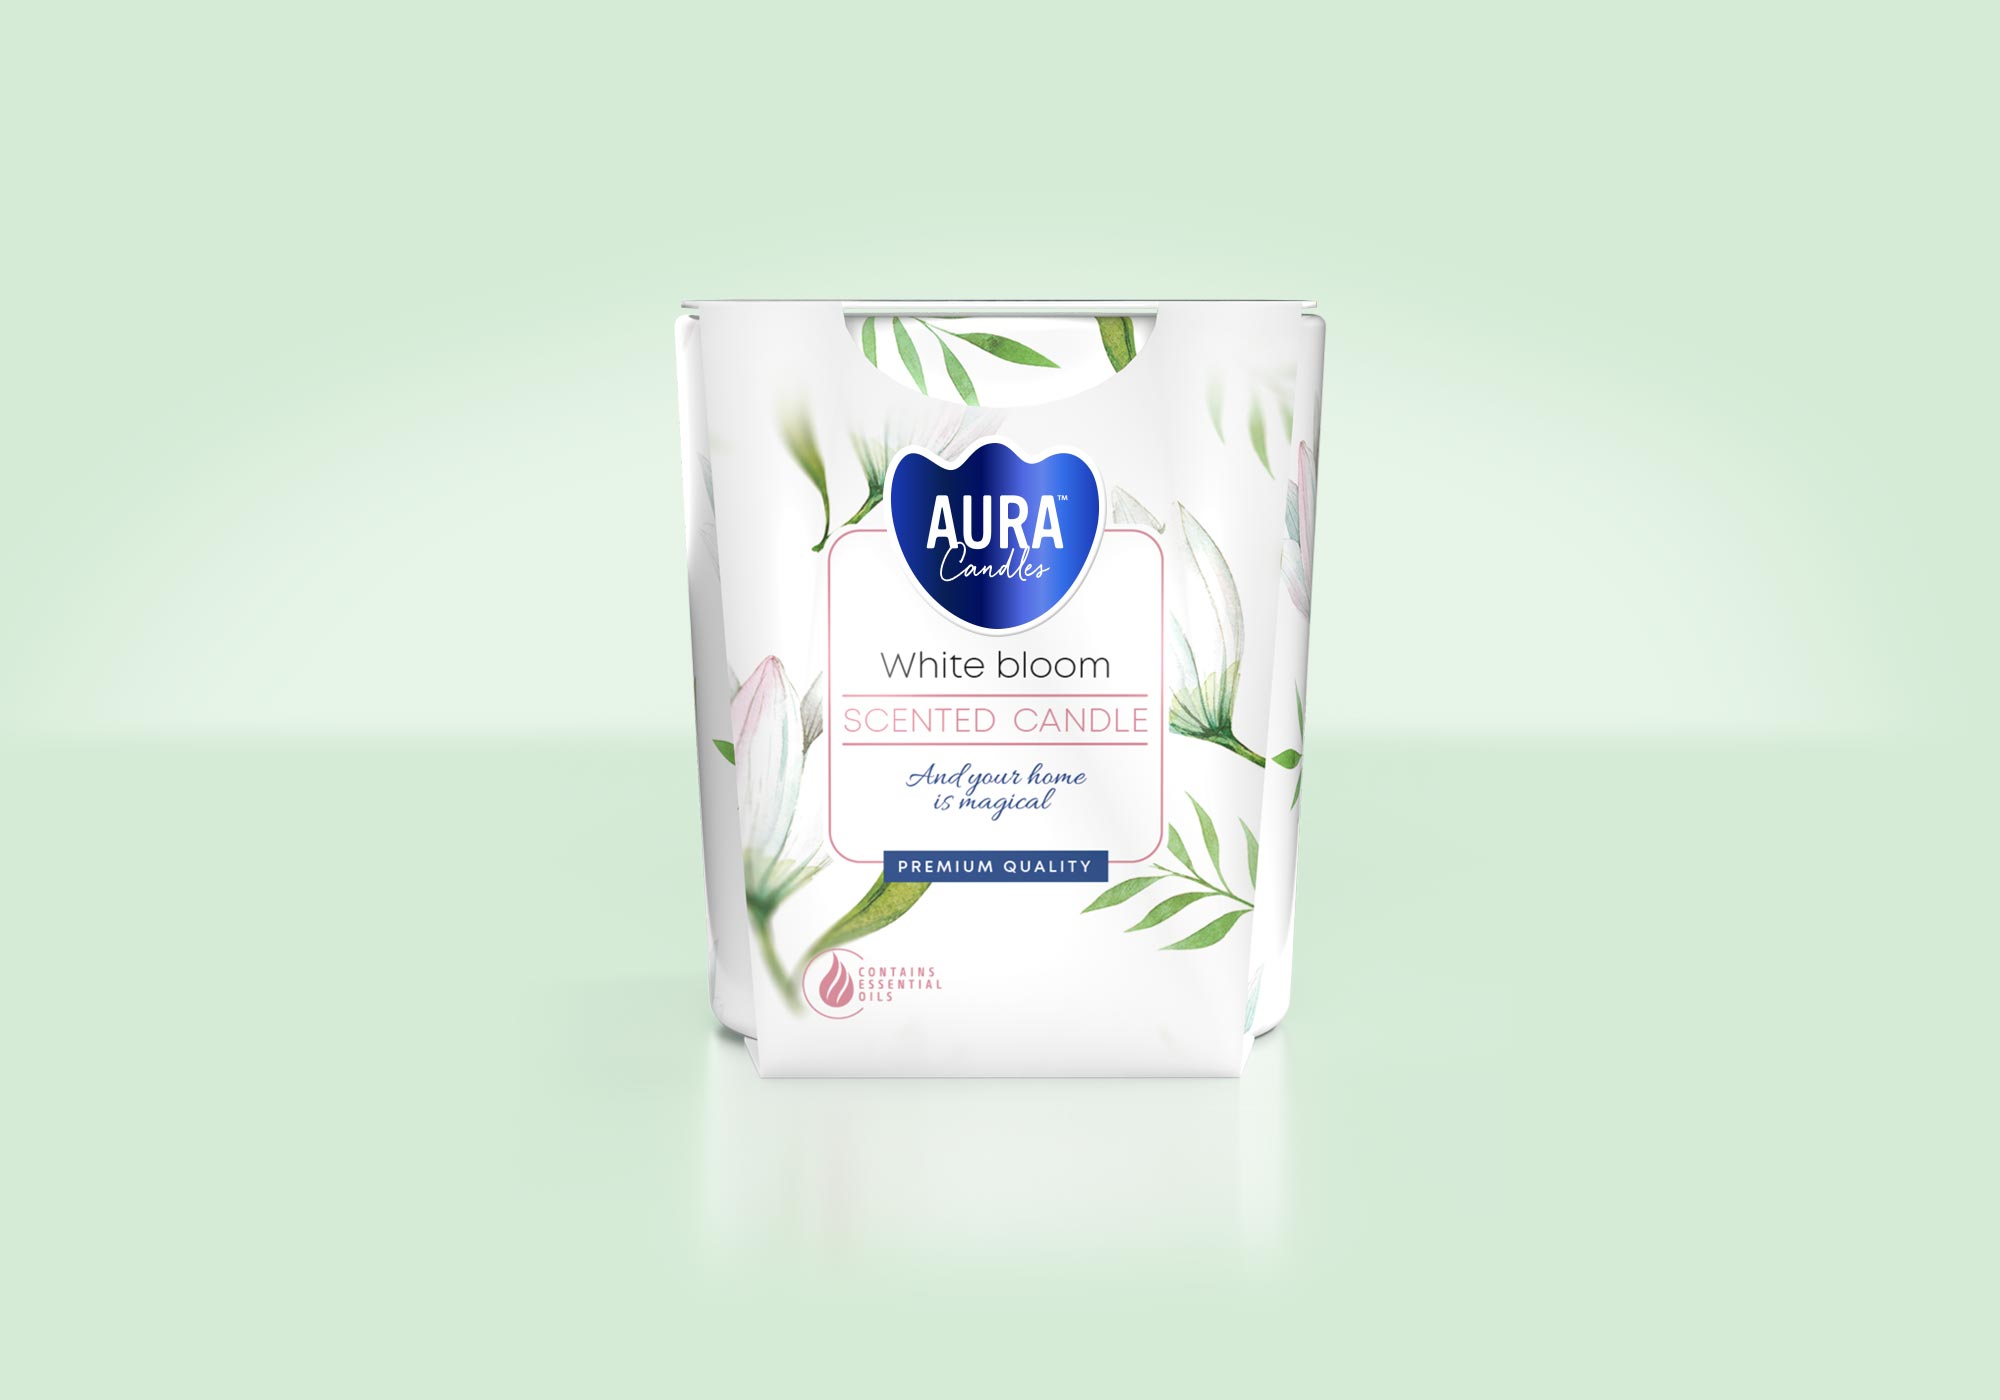 AURA™
Candles
White bloom
SCENTED CANDLE
And your home
is magical
PREMIUM QUALITY
CONTAINS
ESSENTIAL
OILS